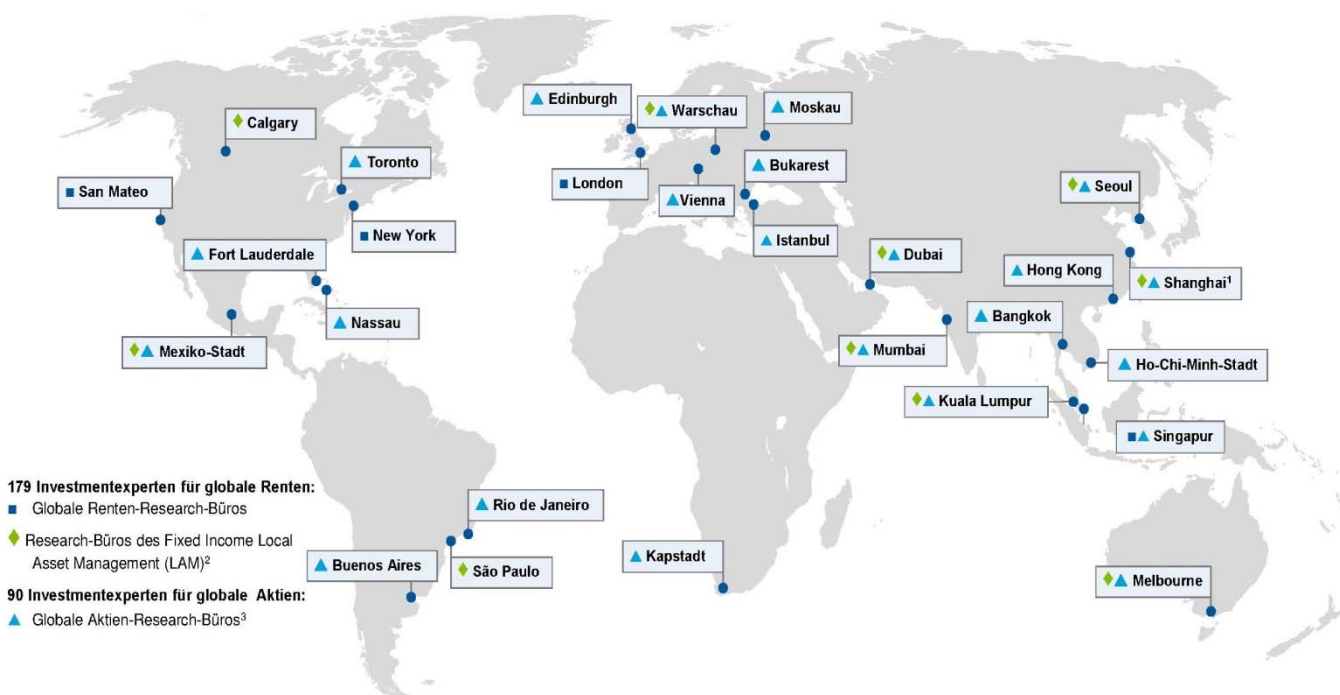 Edinburgh
Warschau
Moskau
Calgary
Toronto
Bukarest
San Mateo
London
Vienna
Seoul
New York
Istanbul
Fort Lauderdale
Dubai
Hong Kong
Shanghai¹
Nassau
Bangkok
Mexiko-Stadt
Mumbai
Ho-Chi-Minh-Stadt
Kuala Lumpur
Singapur
179 Investmentexperten für globale Renten:
Globale Renten-Research-Büros
Research-Büros des Fixed Income Local
Asset Management (LAM)²
90 Investmentexperten für globale Aktien:
Globale Aktien-Research-Büros³
Rio de Janeiro
Buenos Aires
São Paulo
Kapstadt
Melbourne